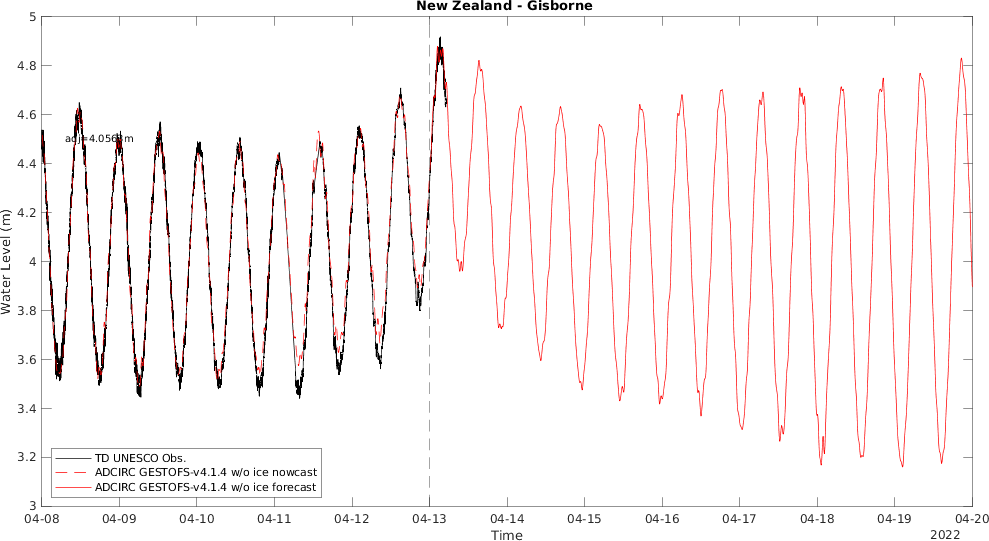 New Zealand - Gisborne
5
4.8
4.6
4.4
4.2
4
3.8
3.6
3.4
3.2
3
Water Level (m)
TD UNESCO Obs.
ADCIRC GESTOFS-v4.1.4 w/o ice nowcast
ADCIRC GESTOFS-v4.1.4 w/o ice forecast
04-08 04-09 04-10 04-11 04-12 04-13 04-14 04-15 04-16 04-17 04-18 04-19 04-20
Time
2022